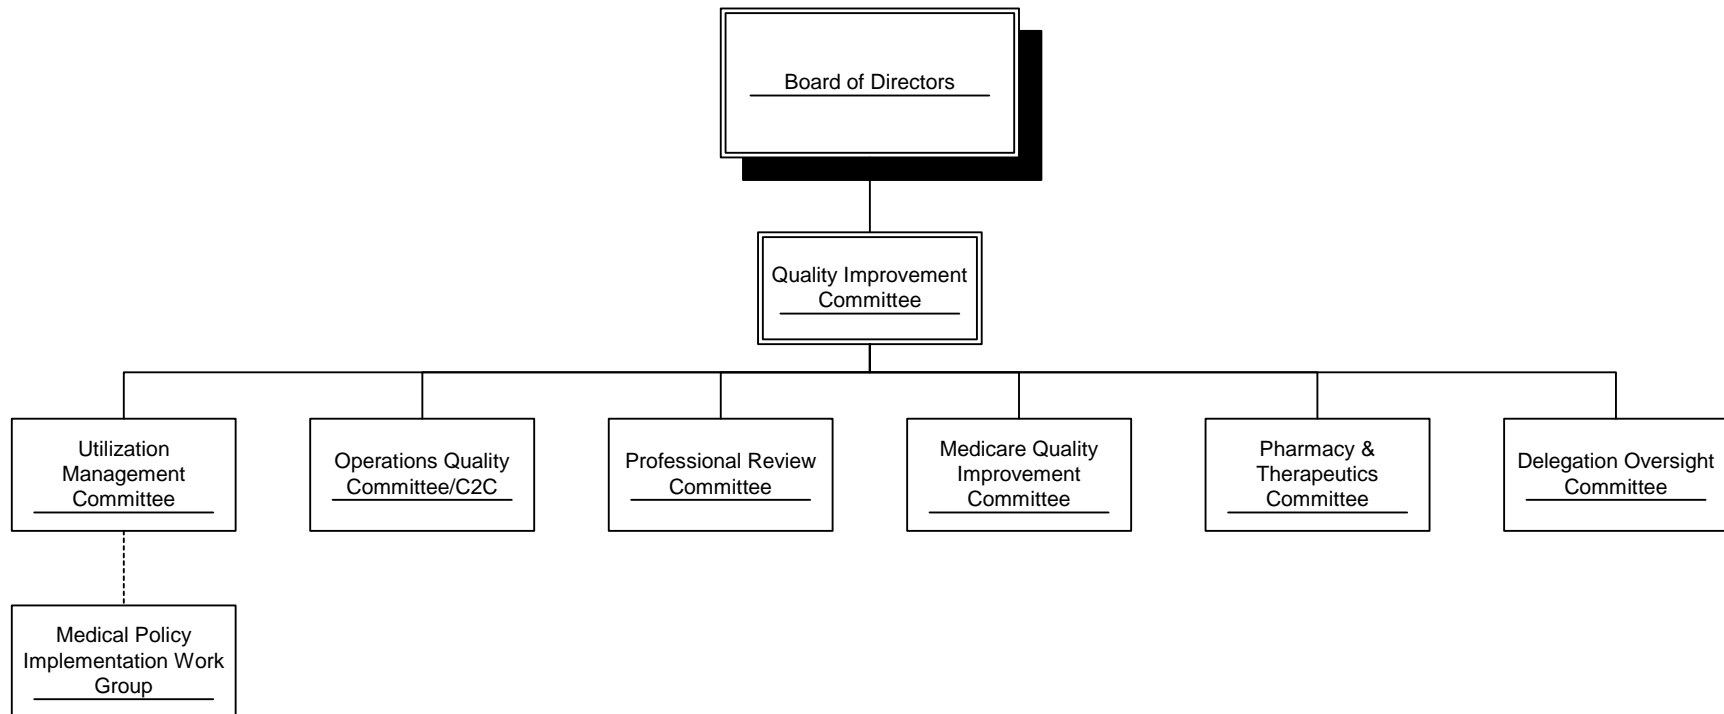 Board of Directors
Quality Improvement
Committee
Utilization
Management
Committee
Operations Quality
Committee/C2C
Professional Review
Committee
Medicare Quality
Improvement
Committee
Pharmacy &
Therapeutics
Committee
Delegation Oversight
Committee
Medical Policy
Implementation Work
Group